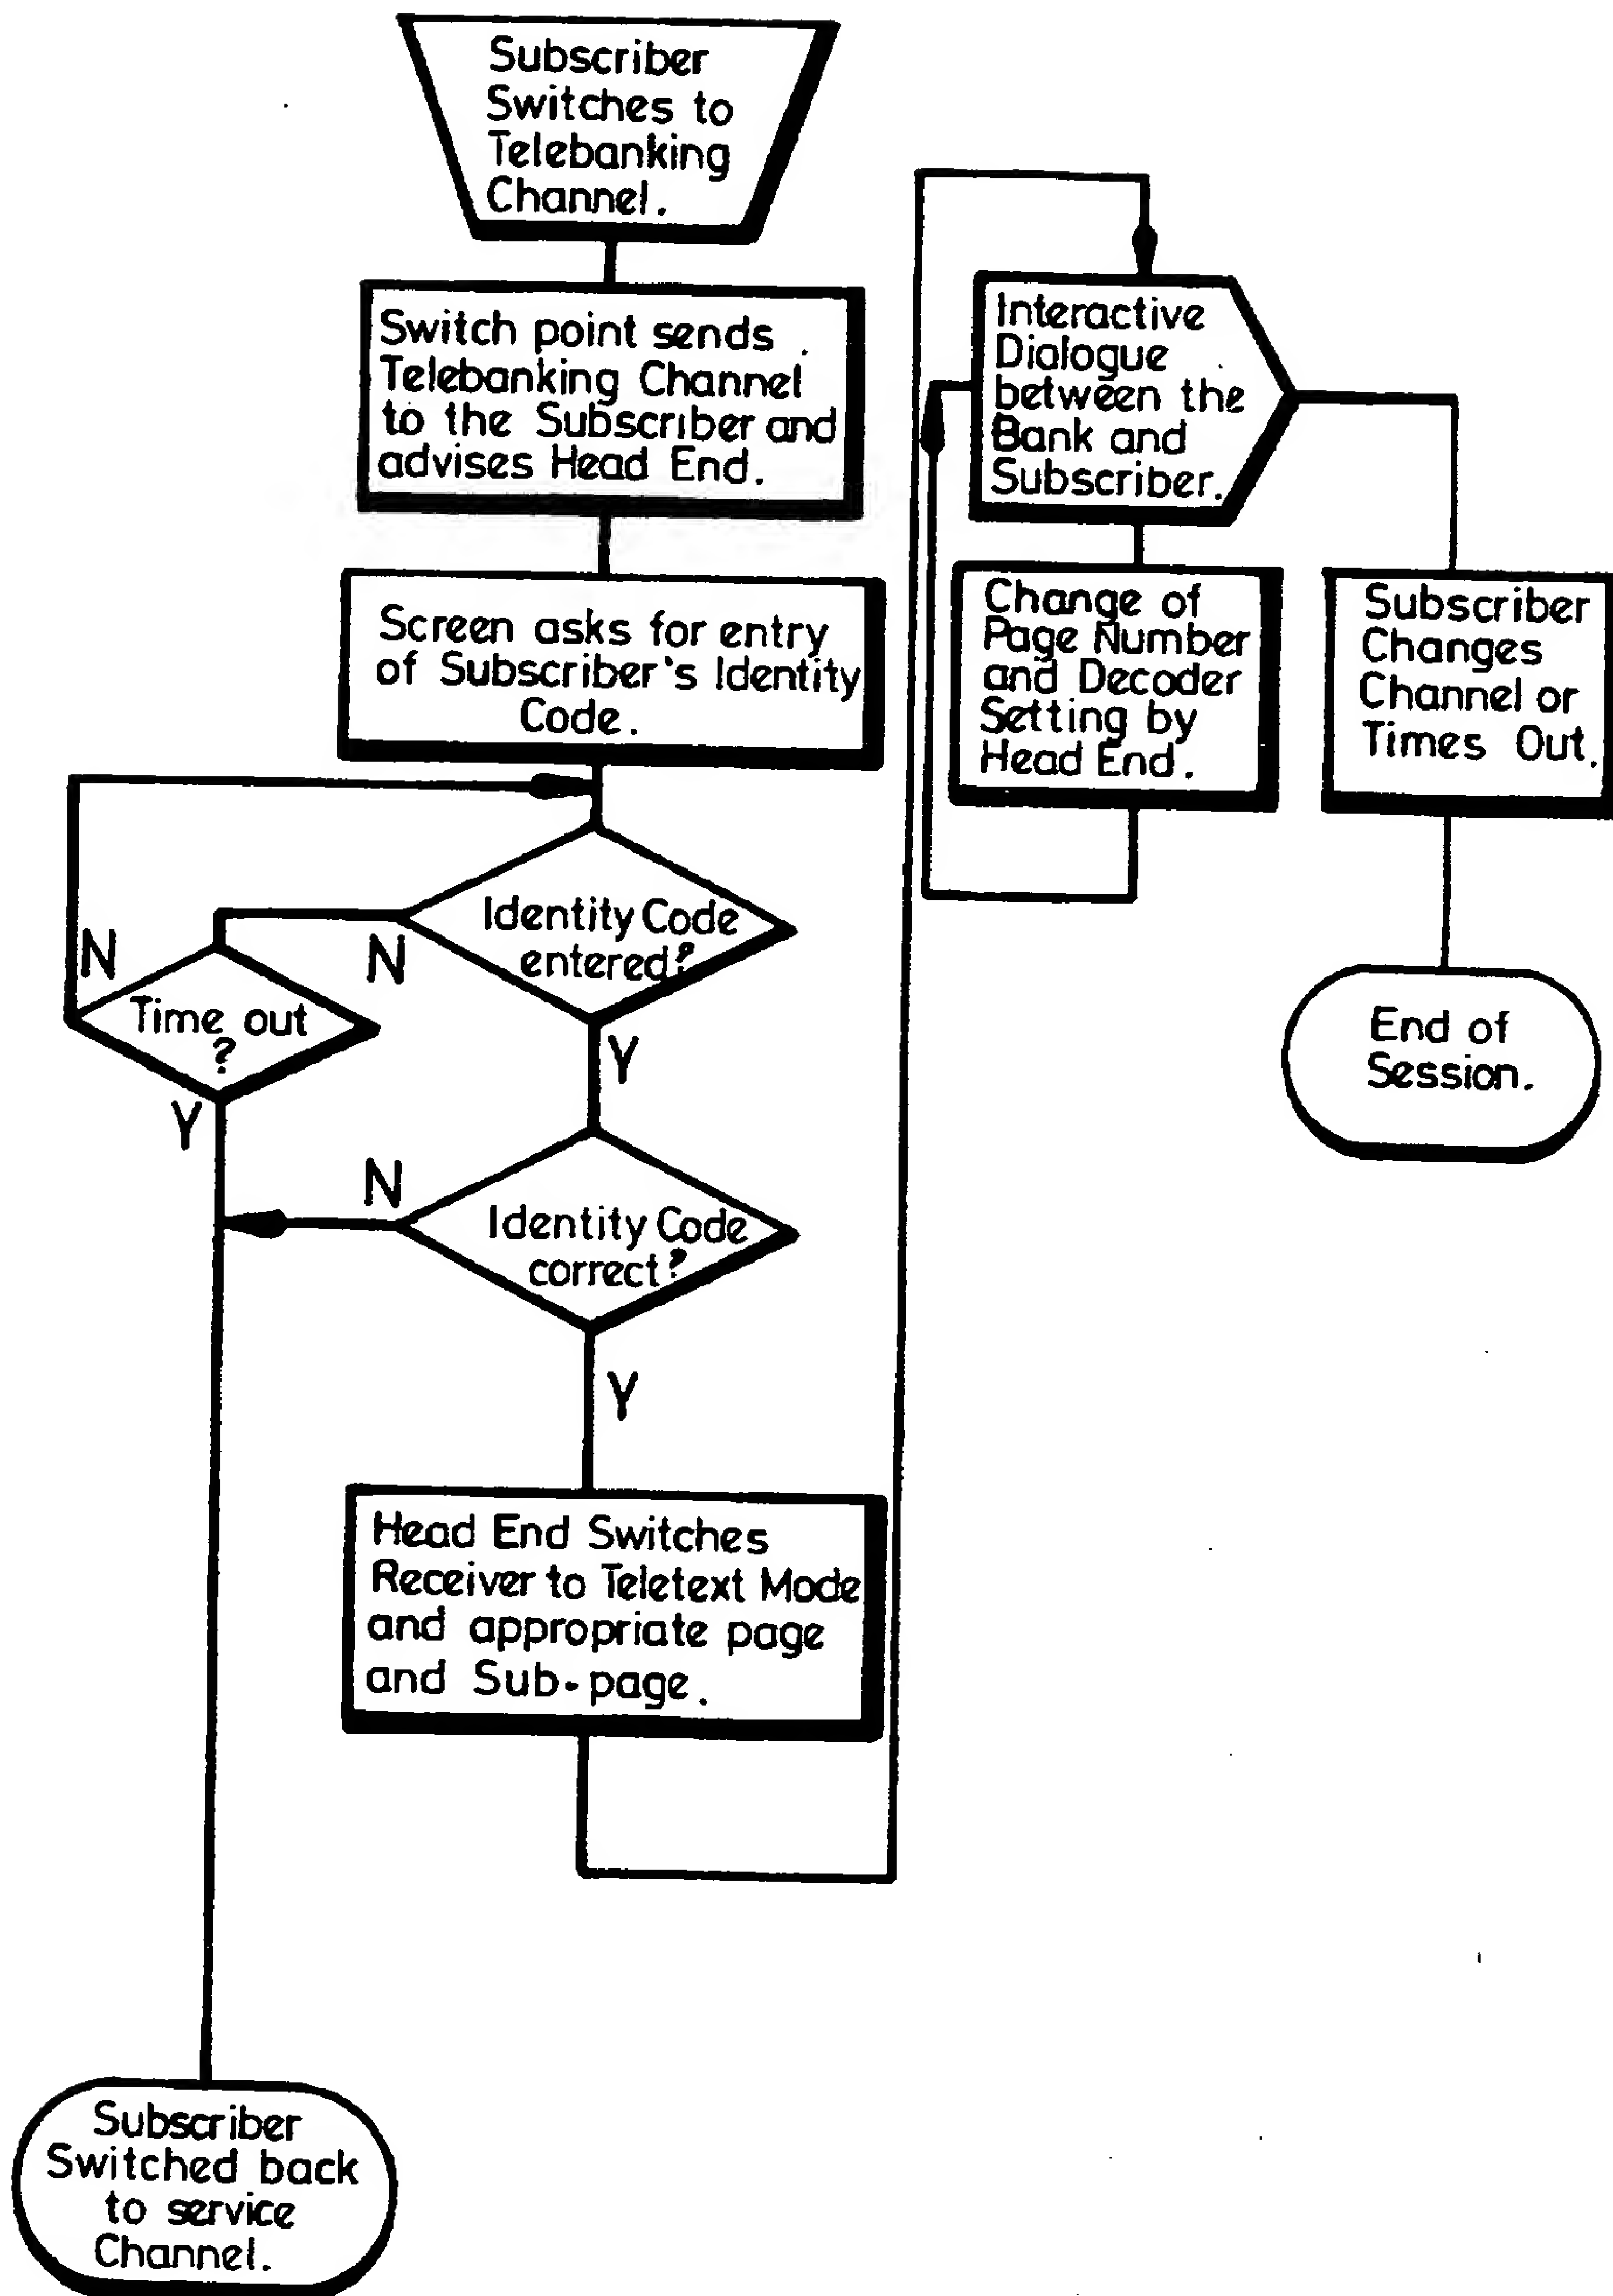 Subscriber
Switches to
Telebanking
Channel.
Switch point sends
Telebanking Channel
to the Subscriber and
advises Head End.
Screen asks for entry
of Subscriber's Identity
Code.
Identity Code
entered?
N
Y
Time out
?
N
Y
Identity Code
correct?
N
Y
Head End Switches
Receiver to Teletext Mode
and appropriate page
and Sub-page.
Subscriber
Switched back
to service
Channel.
Interactive
Dialogue
between the
Bank and
Subscriber.
Change of
Page Number
and Decoder
Setting by
Head End.
Subscriber
Changes
Channel or
Times Out.
End of
Session.